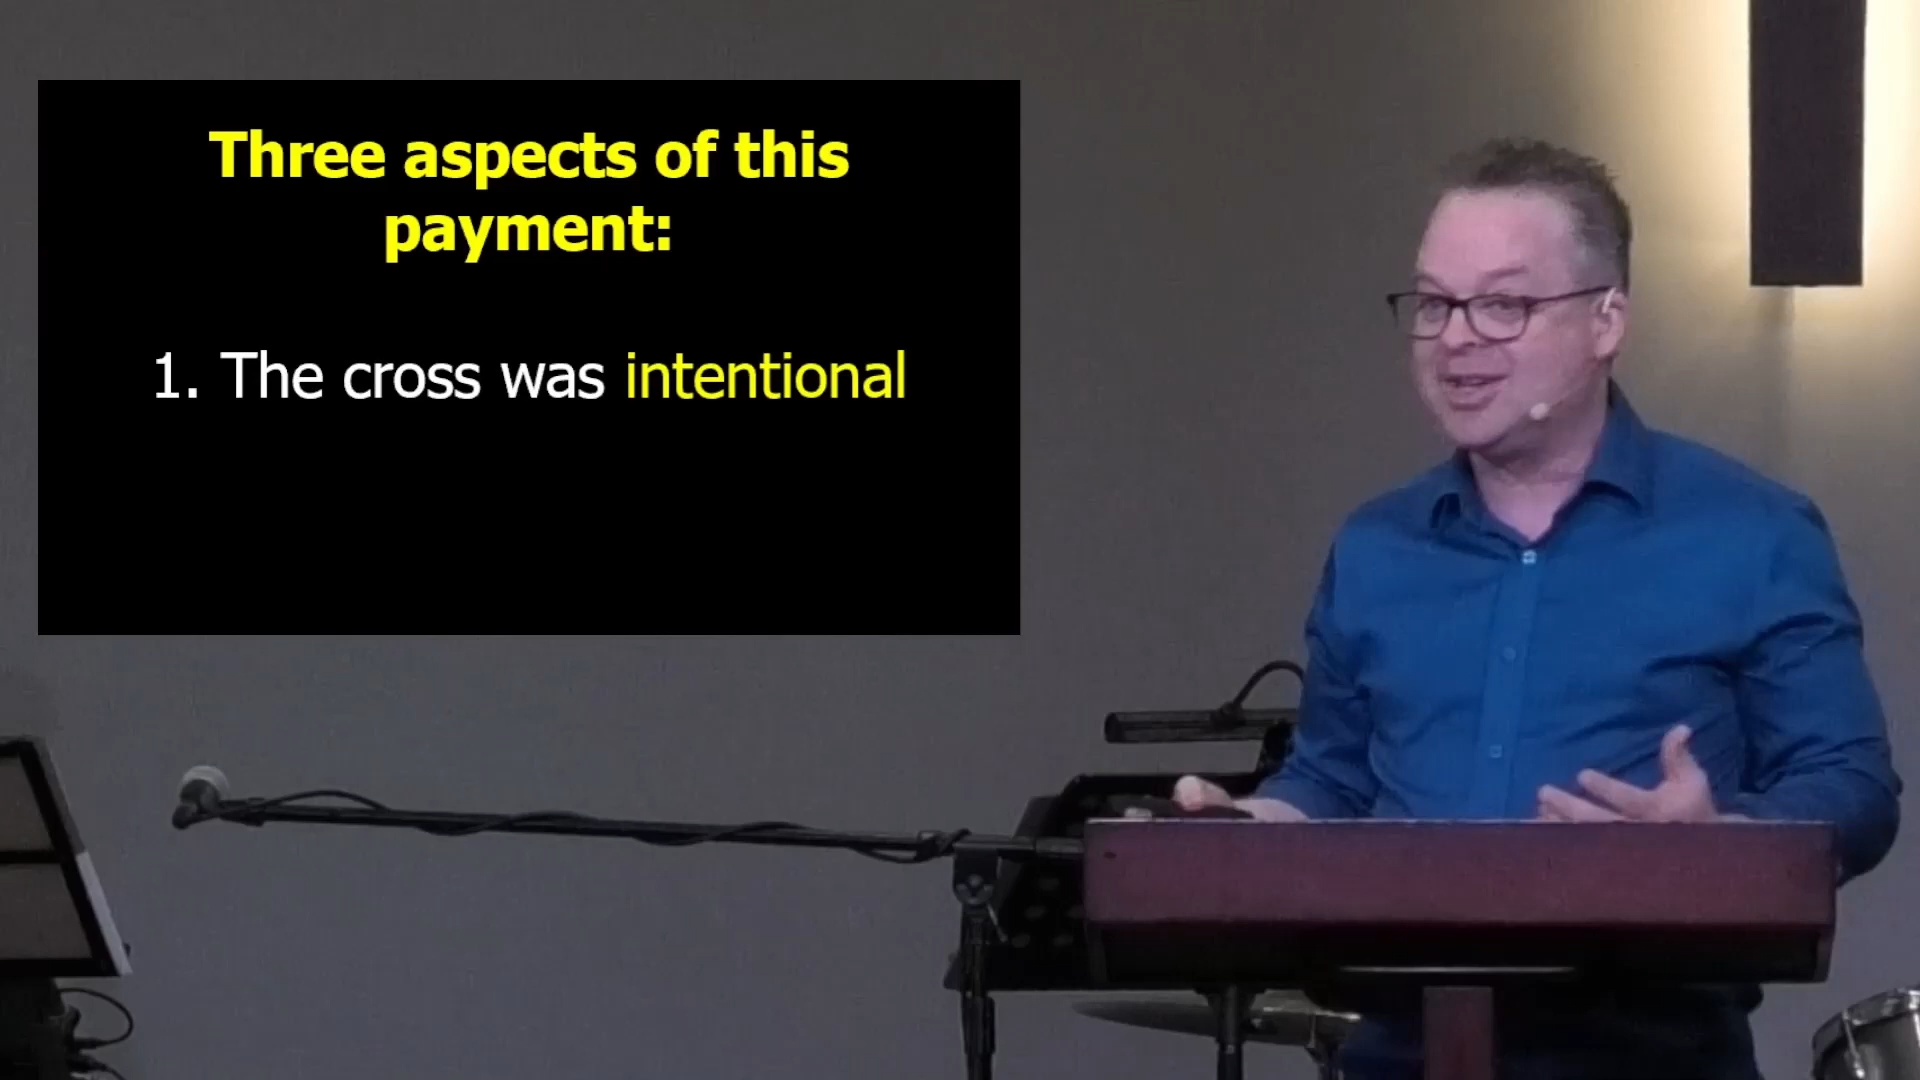 Three aspects of this
payment:
1. The cross was intentional